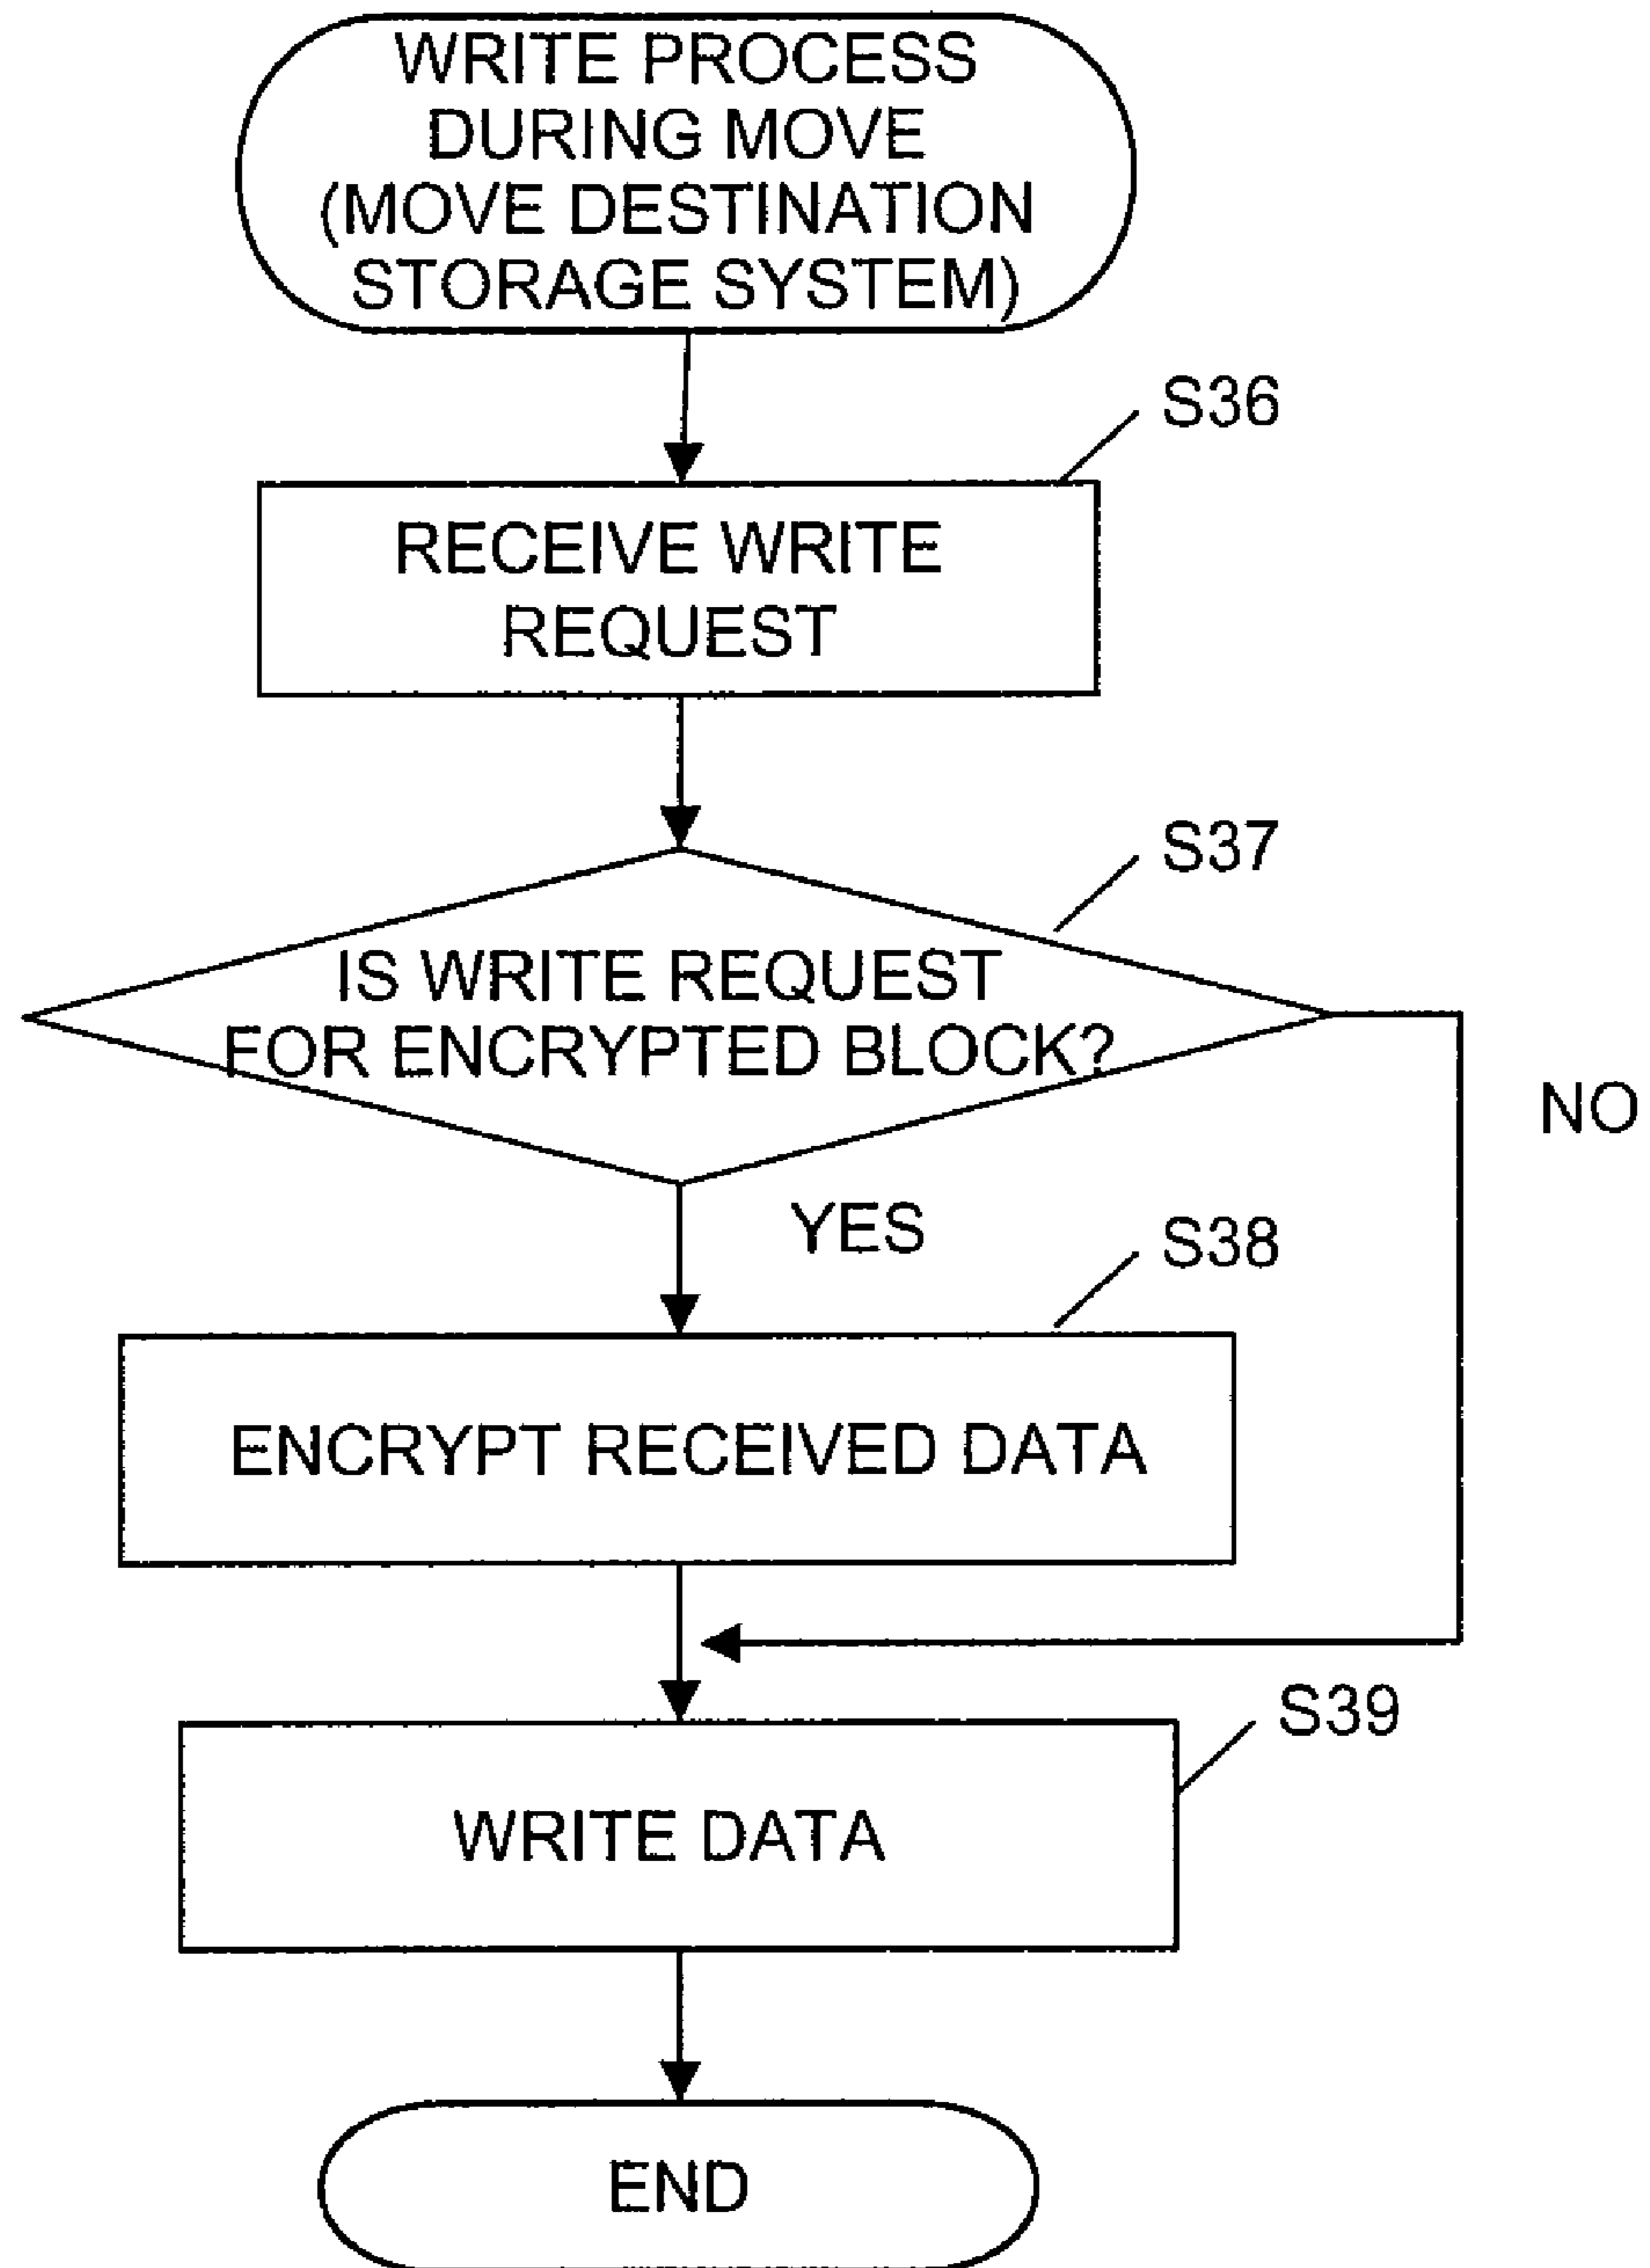 WRITE PROCESS
DURING MOVE
(MOVE DESTINATION
STORAGE SYSTEM)
S36
RECEIVE WRITE
REQUEST
S37
IS WRITE REQUEST
FOR ENCRYPTED BLOCK?
NO
YES
S38
ENCRYPT RECEIVED DATA
S39
WRITE DATA
END